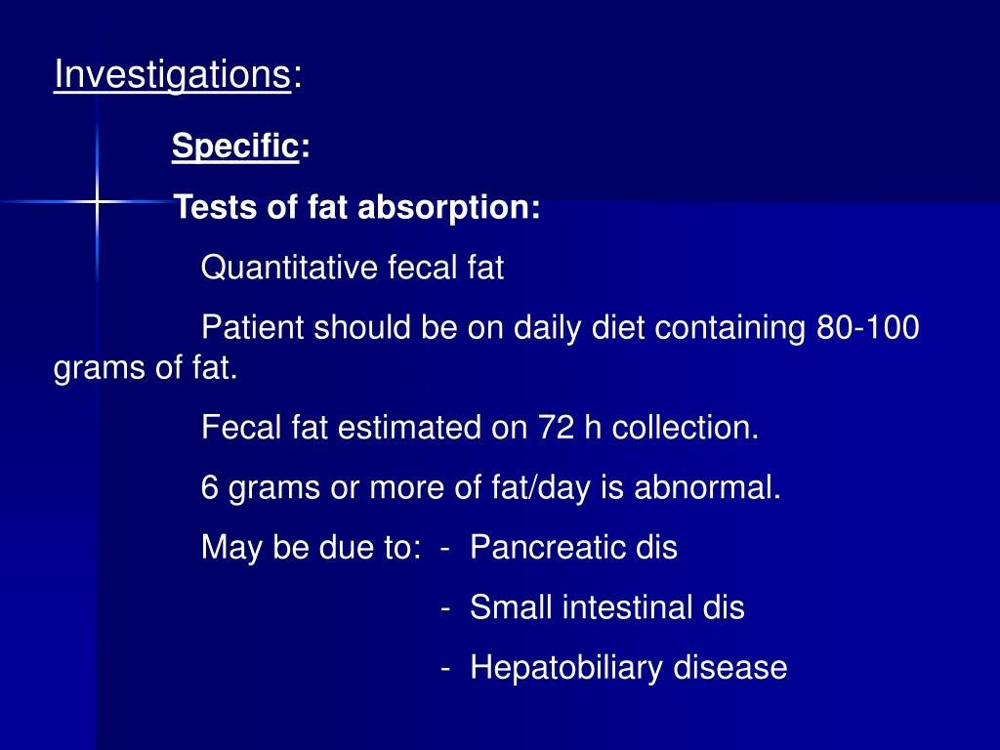 Investigations:
Specific:
Tests of fat absorption:
Quantitative fecal fat
Patient should be on daily diet containing 80-100
grams of fat.
Fecal fat estimated on 72 h collection.
6 grams or more of fat/day is abnormal.
May be due to: - Pancreatic dis
- Small intestinal dis
- Hepatobiliary disease